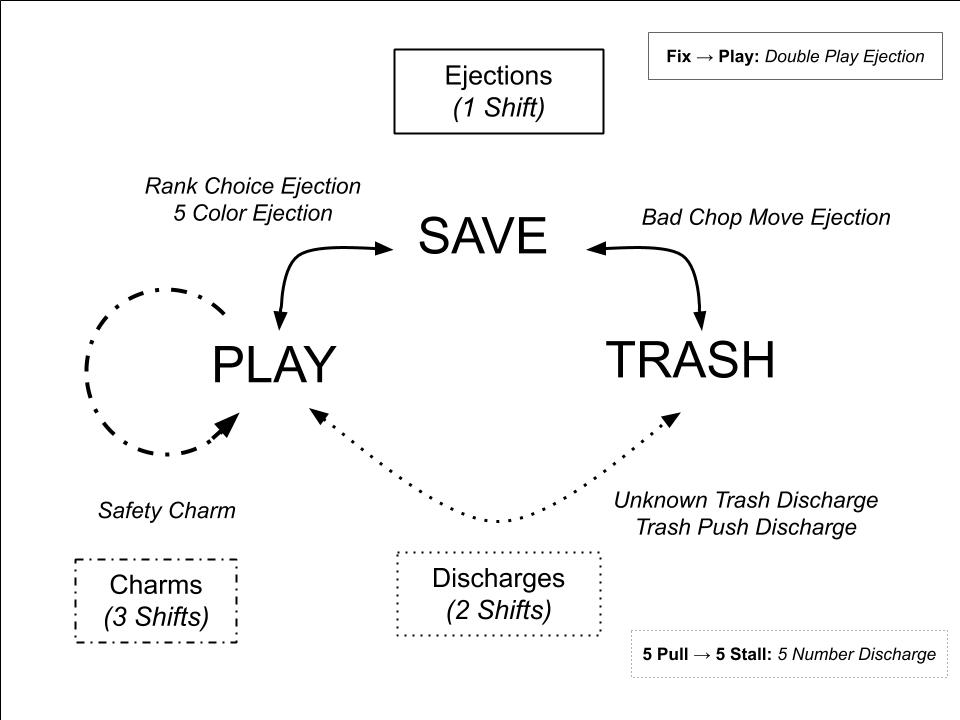 Ejections
(1 Shift)
Fix → Play: Double Play Ejection
Rank Choice Ejection
5 Color Ejection
SAVE
Bad Chop Move Ejection
PLAY
TRASH
Safety Charm
Unknown Trash Discharge
Trash Push Discharge
Charms
(3 Shifts)
Discharges
(2 Shifts)
5 Pull → 5 Stall: 5 Number Discharge